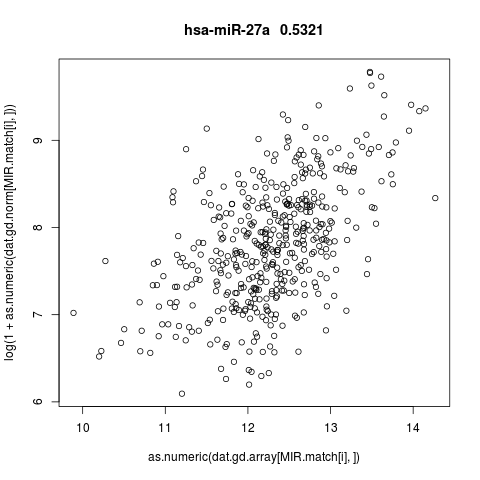 hsa-miR-27a 0.5321
log(1 + as.numeric(dat.gd.norm[MIR.match[i], ]))
9
8
7
6
10 11 12 13 14
as.numeric(dat.gd.array[MIR.match[i], ])